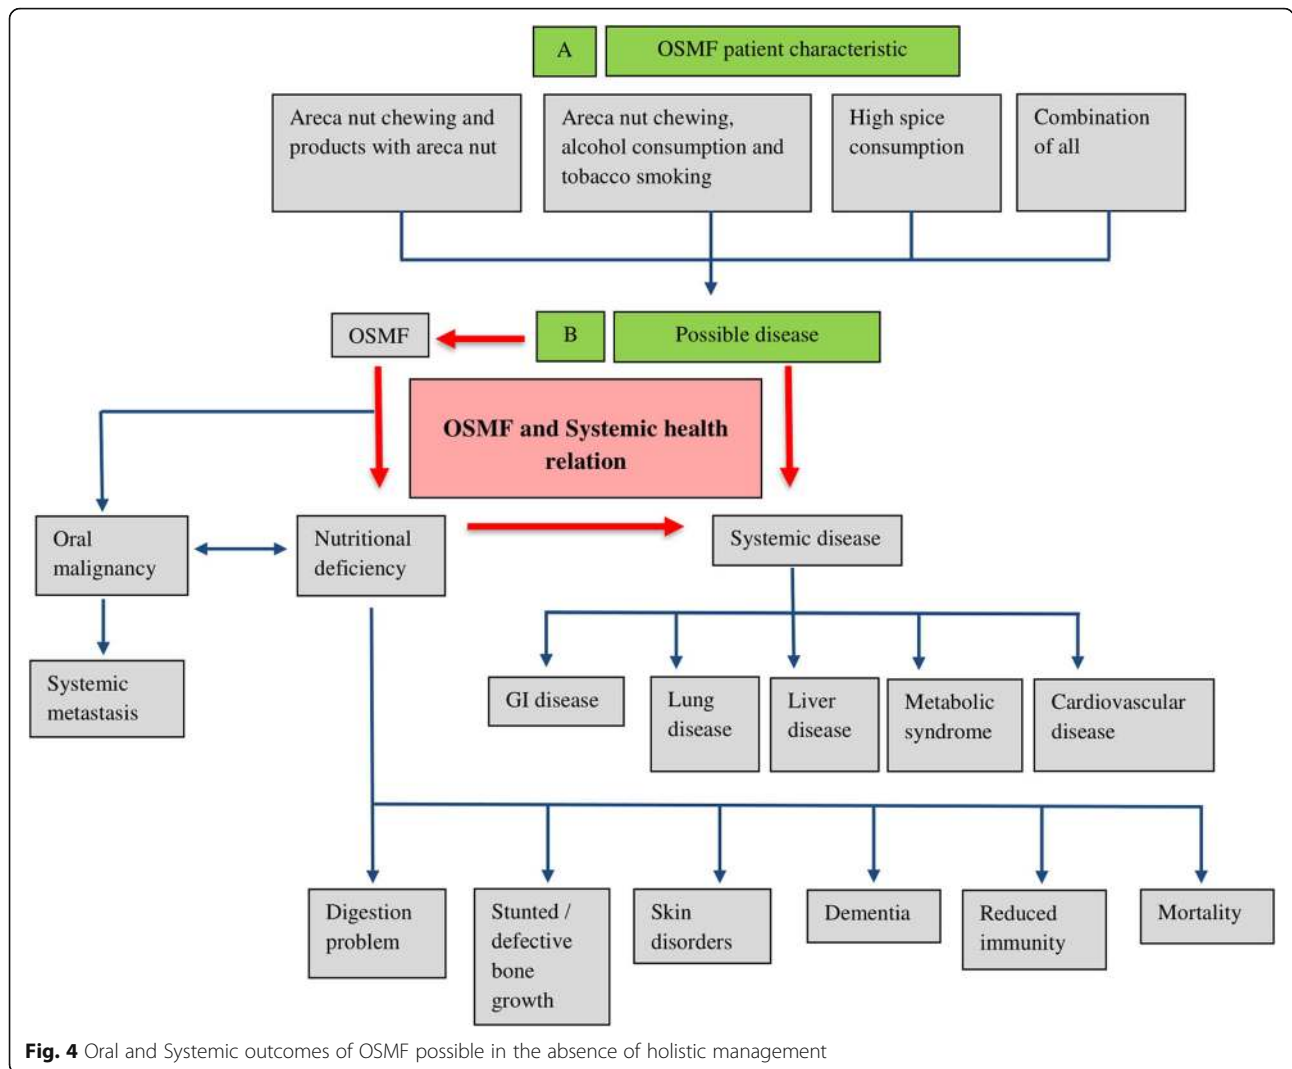 A
OSMF patient characteristic
Areca nut chewing and
products with areca nut
Areca nut chewing,
alcohol consumption and
tobacco smoking
High spice
consumption
Combination
of all
OSMF
B
Possible disease
OSMF and Systemic health
relation
Oral
malignancy
Nutritional
deficiency
Systemic disease
Systemic
metastasis
GI disease
Lung
disease
Liver
disease
Metabolic
syndrome
Cardiovascular
disease
Digestion
problem
Stunted /
defective
bone
growth
Skin
disorders
Dementia
Reduced
immunity
Mortality
Fig. 4 Oral and Systemic outcomes of OSMF possible in the absence of holistic management